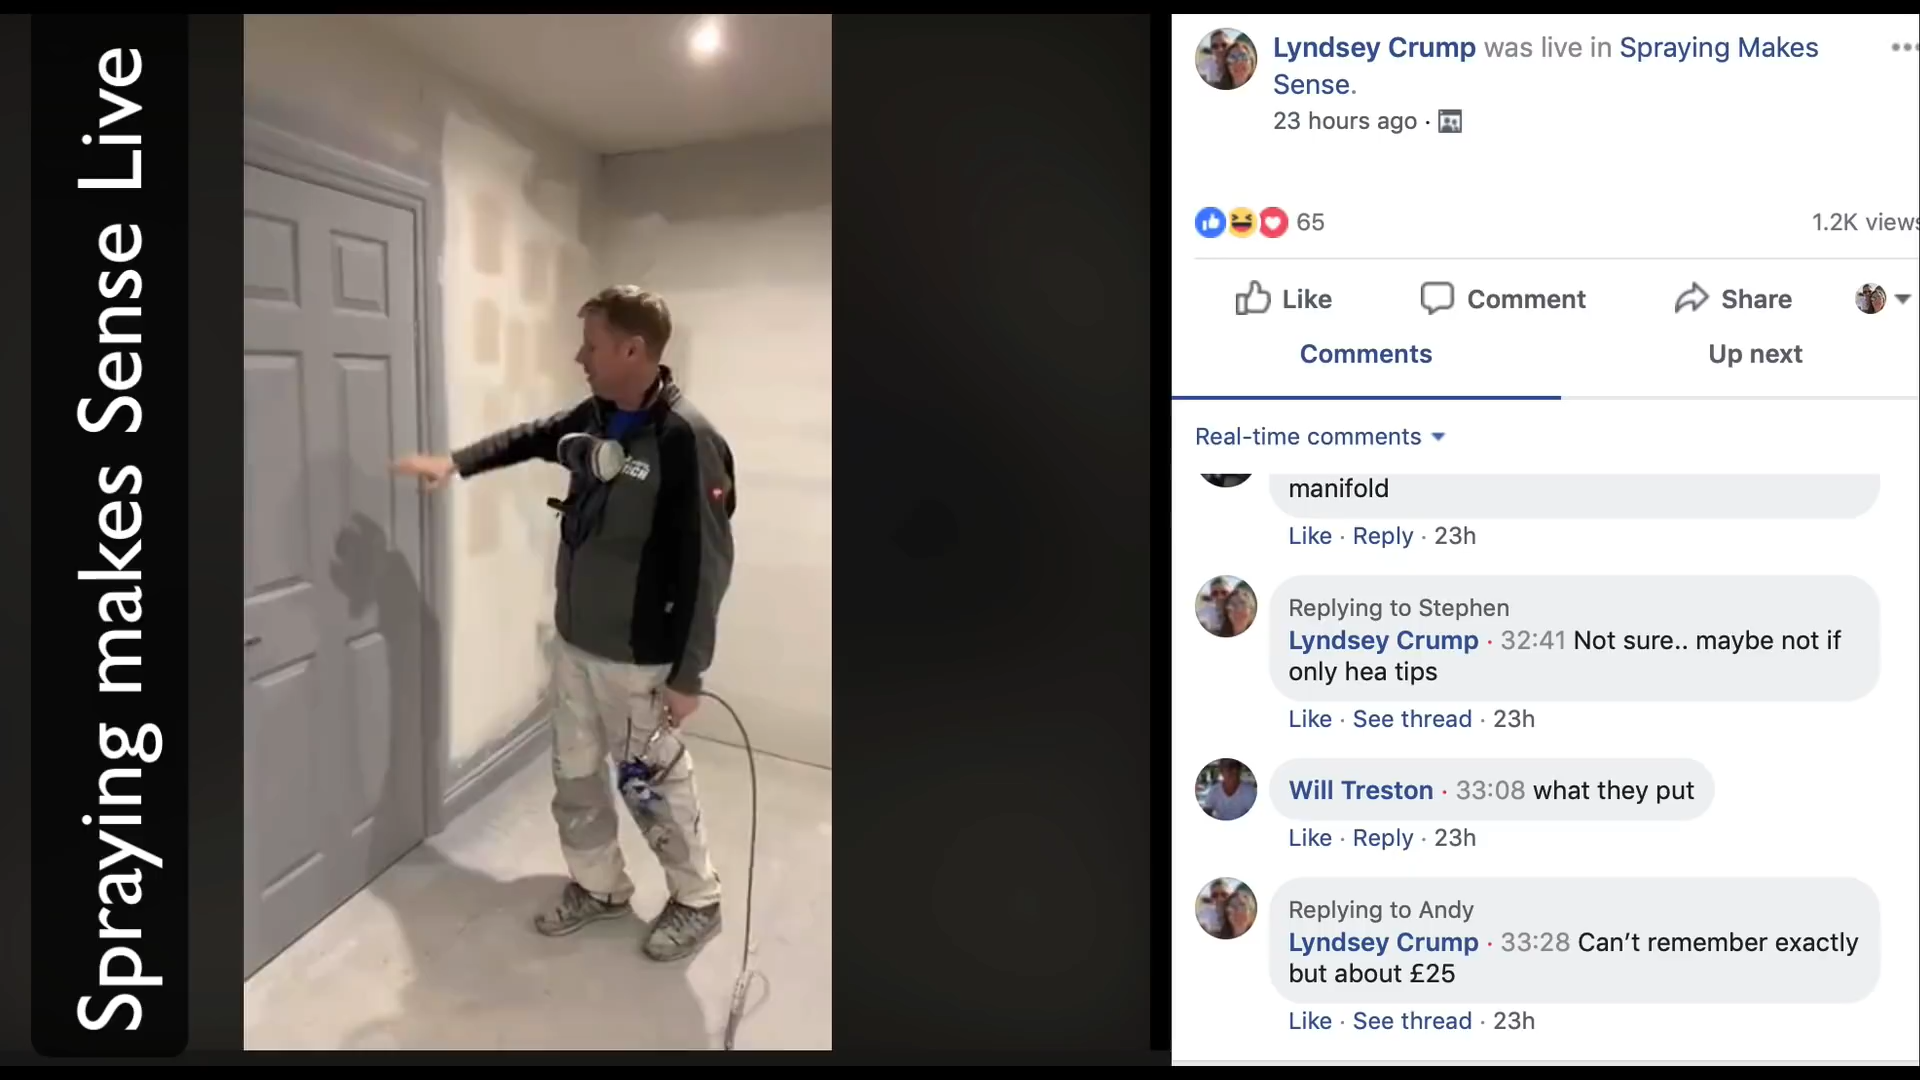 Spraying makes Sense Live
Lyndsey Crump was live in Spraying Makes
Sense.
23 hours ago ·
65
1.2K views
Like
Comment
Share
Comments
Up next
Real-time comments
manifold
Like · Reply · 23h
Replying to Stephen
Lyndsey Crump · 32:41 Not sure.. maybe not if
only hea tips
Like · See thread · 23h
Will Treston · 33:08 what they put
Like · Reply · 23h
Replying to Andy
Lyndsey Crump · 33:28 Can’t remember exactly
but about £25
Like · See thread · 23h